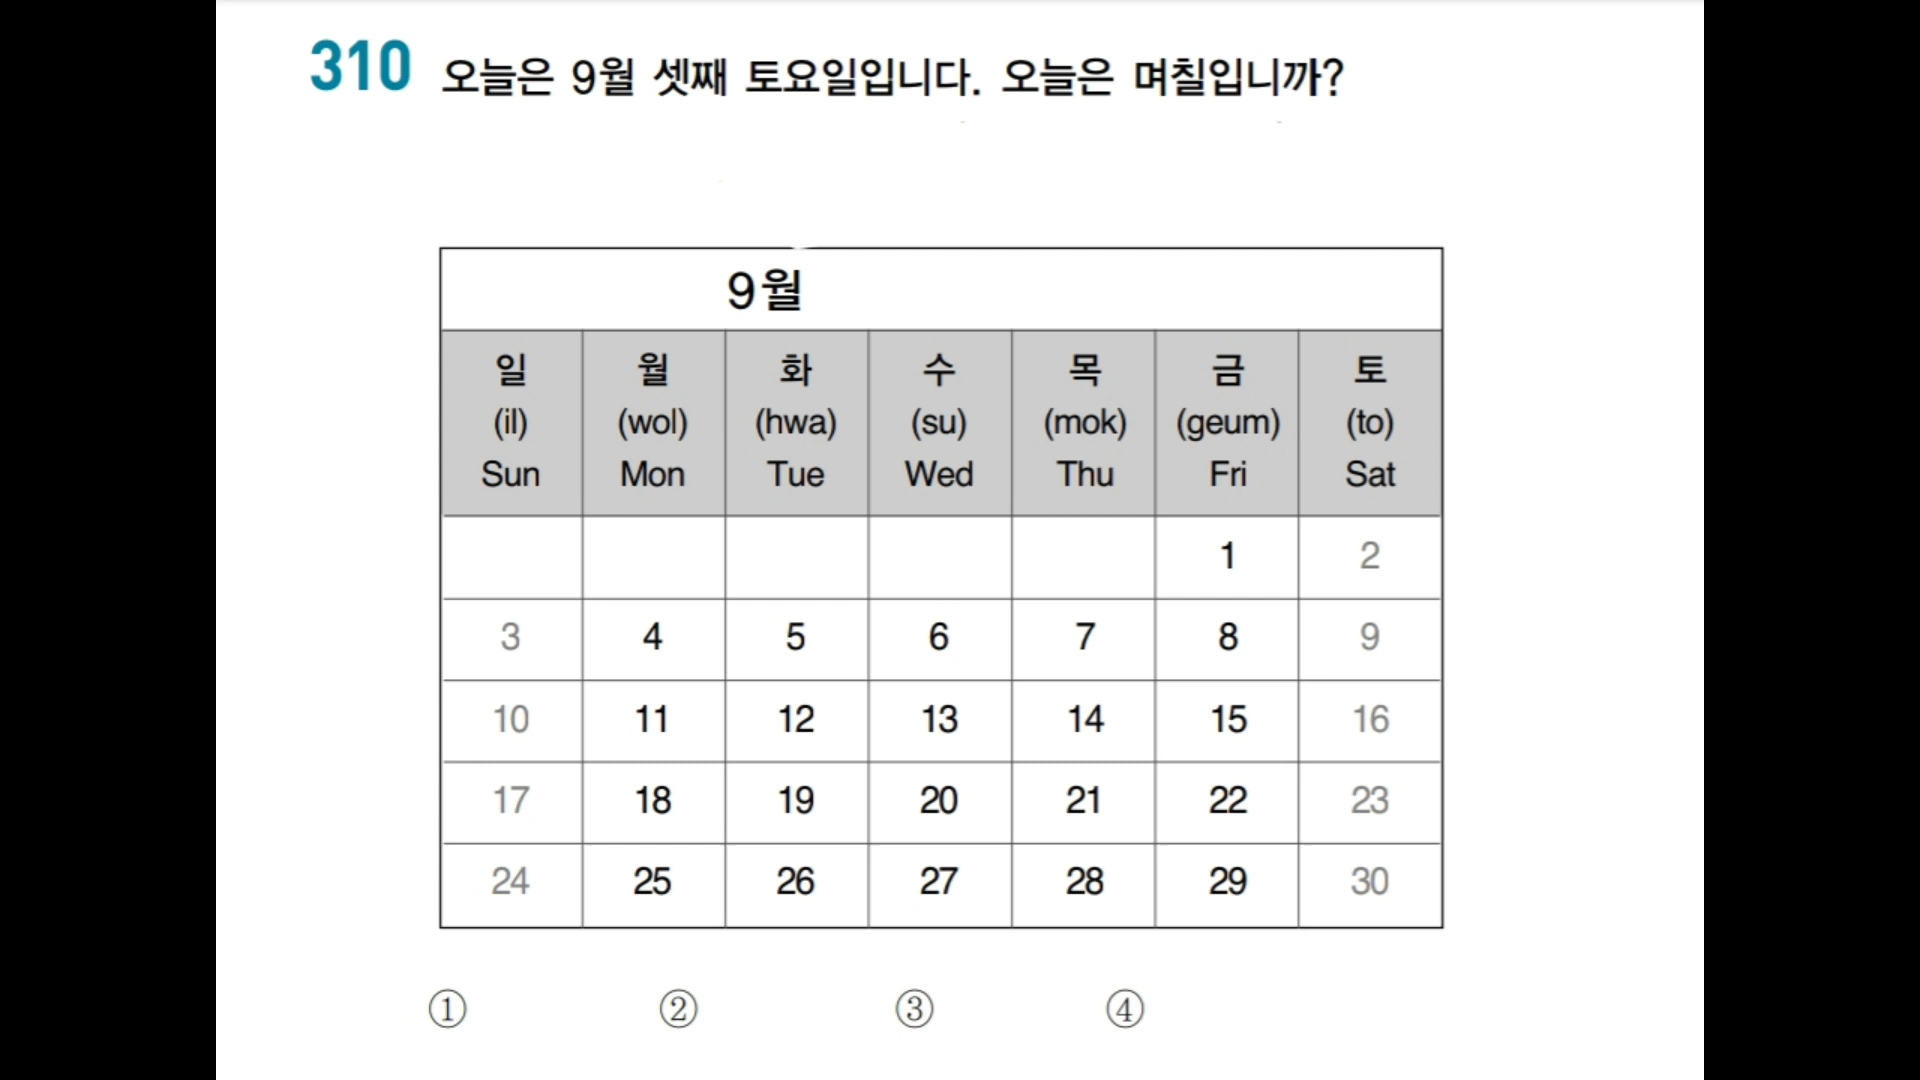 310 오늘은 9월 셋째 토요일입니다. 오늘은 며칠입니까?
9월
일 월 화 수 목 금 토
(il) (wol) (hwa) (su) (mok) (geum) (to)
Sun Mon Tue Wed Thu Fri Sat
1 2
3 4 5 6 7 8 9
10 11 12 13 14 15 16
17 18 19 20 21 22 23
24 25 26 27 28 29 30
① ② ③ ④